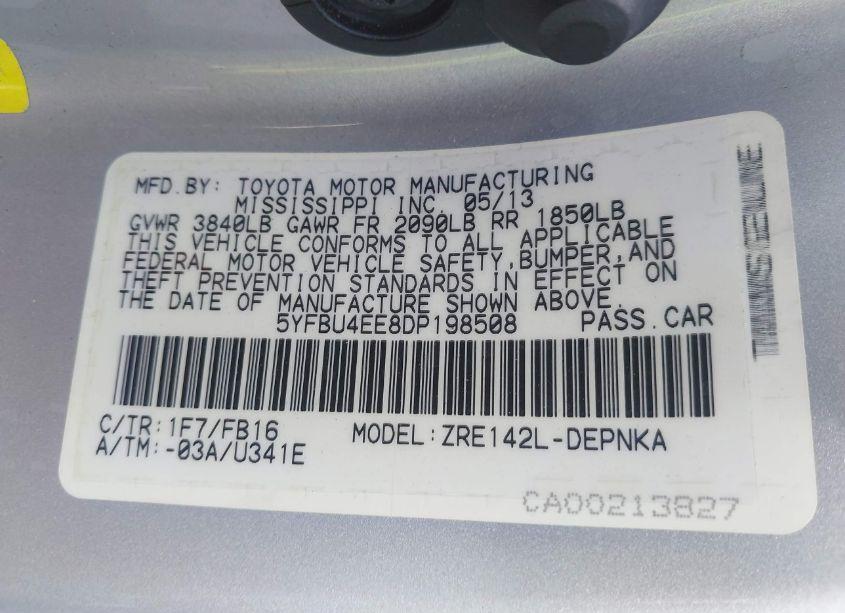 MFD.BY: TOYOTA MOTOR MANUFACTURING
MISSISSIPPI INC. 05/13
GVWR 3840LB GAWR FR 2090LB RR 1850LB
THIS VEHICLE CONFORMS TO ALL APPLICABLE
FEDERAL MOTOR VEHICLE SAFETY,BUMPER,AND
THEFT PREVENTION STANDARDS IN EFFECT ON
THE DATE OF MANUFACTURE SHOWN ABOVE.
5YFBU4EE8DP198508 PASS.CAR
C/TR:1F7/FB16
A/TM:-03A/U341E
MODEL:ZRE142L-DEPNKA
CA00213827